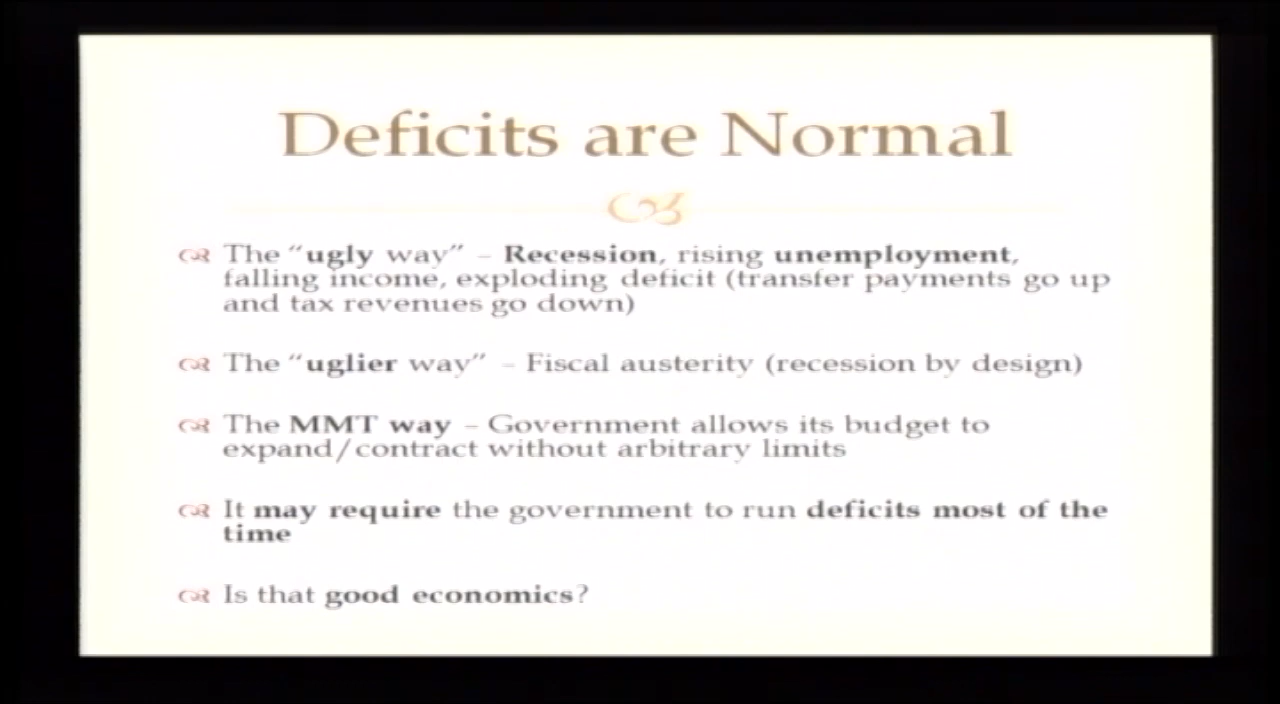 Deficits are Normal
The “ugly way” – Recession, rising unemployment,
falling income, exploding deficit (transfer payments go up
and tax revenues go down)
The “uglier way” – Fiscal austerity (recession by design)
The MMT way – Government allows its budget to
expand/contract without arbitrary limits
It may require the government to run deficits most of the
time
Is that good economics?